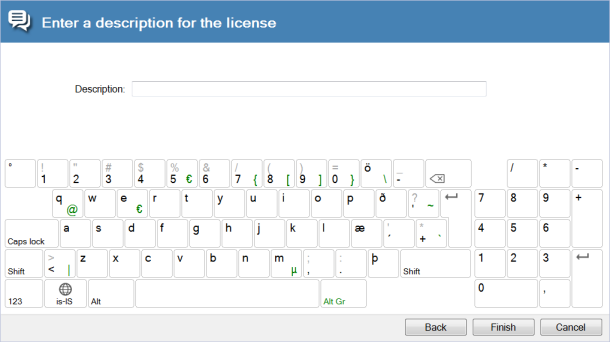 Enter a description for the license
Description:
° ! 1 " 2 # 3 $ 4 % 5 € & 6 / 7 { ( 8 [ ) 9 ] = 0 } ö \ _ - / * -
q @ w e € r t y u i o p ð ? ' ~ 7 8 9 +
Caps lock a s d f g h j k l æ ' ´ * + ` 4 5 6
Shift > < | z x c v b n m µ ; , : . þ Shift 1 2 3
123 is-IS Alt Alt Gr 0 ,
Back Finish Cancel